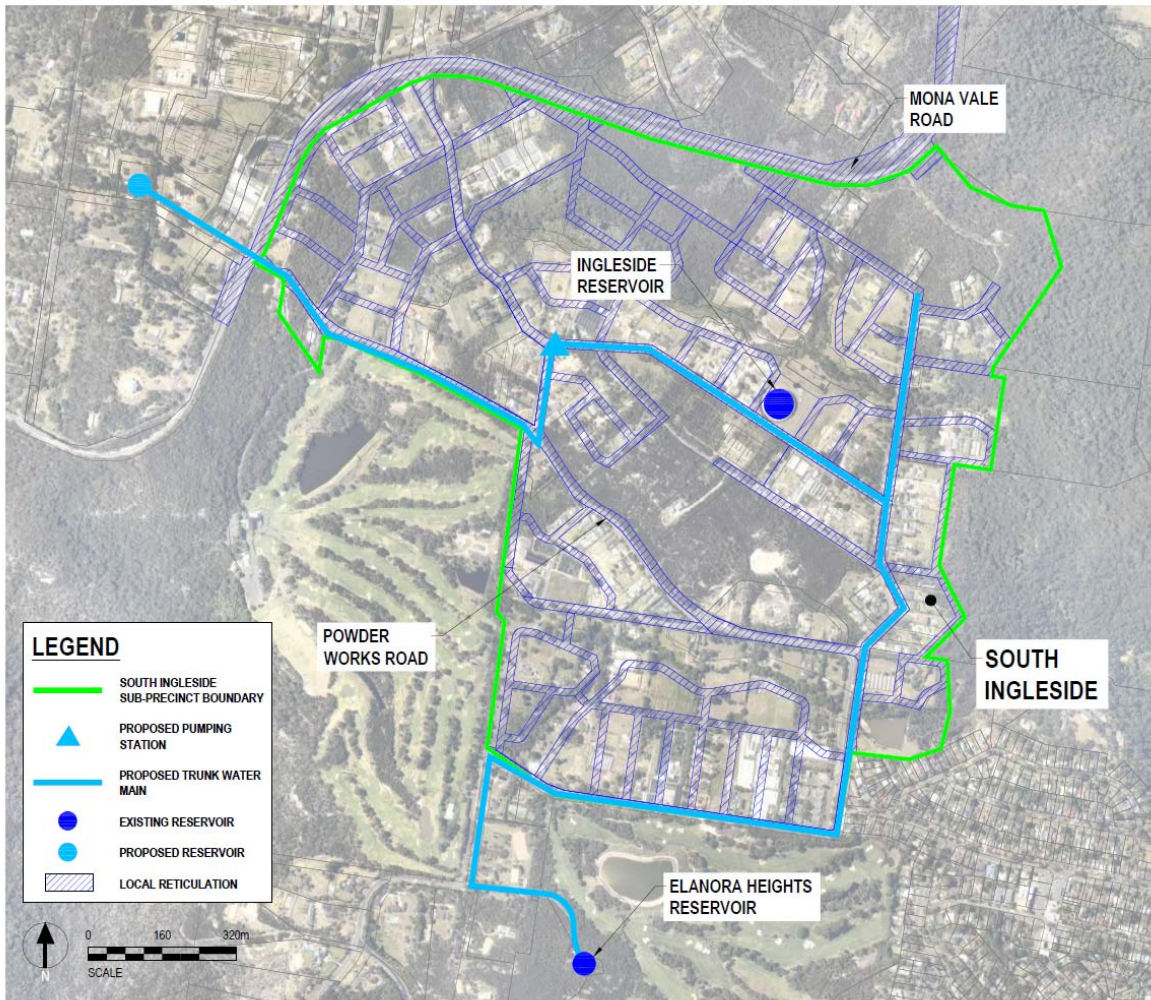 MONA VALE
ROAD
INGLESIDE
RESERVOIR
POWDER
WORKS ROAD
SOUTH
INGLESIDE
ELANORA HEIGHTS
RESERVOIR
LEGEND
SOUTH INGLESIDE
SUB-PRECINCT BOUNDARY
PROPOSED PUMPING
STATION
PROPOSED TRUNK WATER
MAIN
EXISTING RESERVOIR
PROPOSED RESERVOIR
LOCAL RETICULATION
N
0 160 320m
SCALE